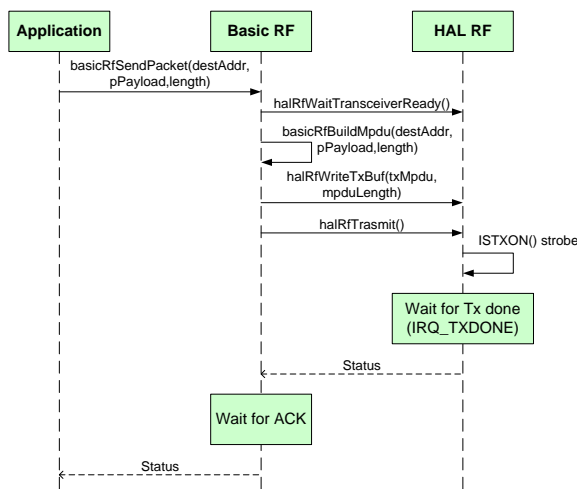 Application
Basic RF
HAL RF
basicRfSendPacket(destAddr,
pPayload,length)
halRfWaitTransceiverReady()
basicRfBuildMpdu(destAddr,
pPayload,length)
halRfWriteTxBuf(txMpdu,
mpduLength)
halRfTrasmit()
ISTXON() strobe
Wait for Tx done
(IRQ_TXDONE)
Status
Wait for ACK
Status